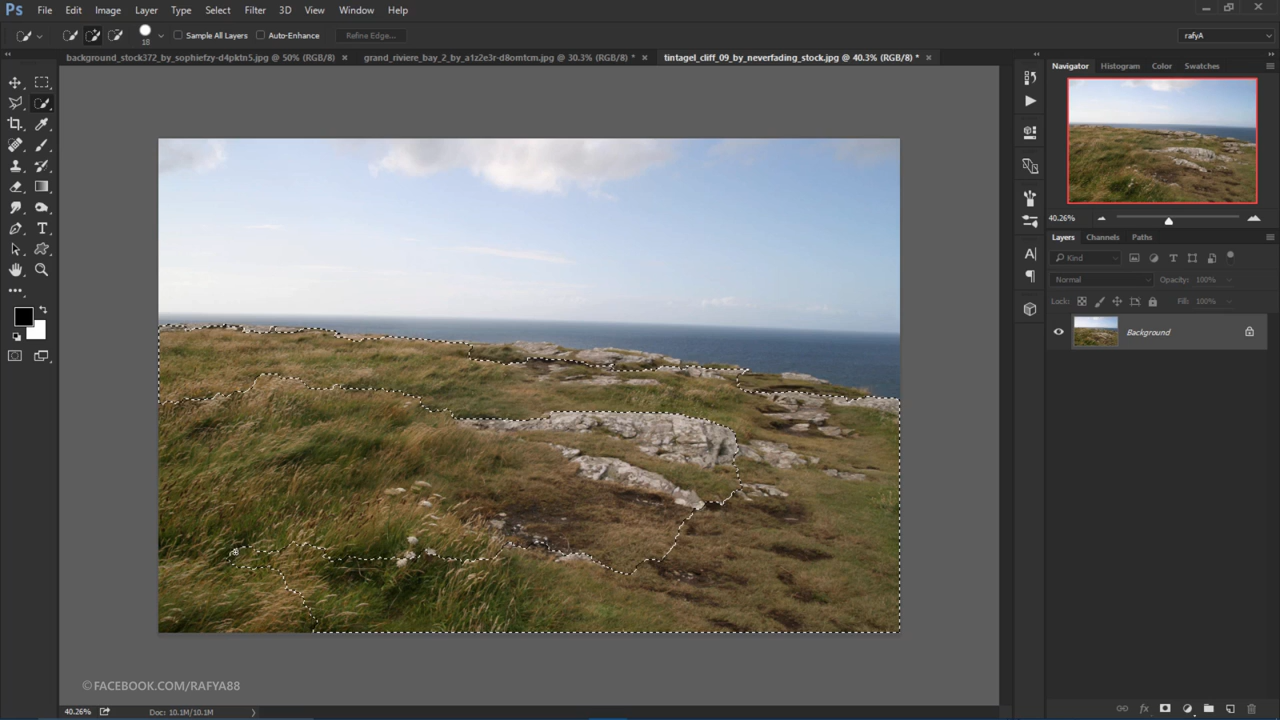 Ps File Edit Image Layer Type Select Filter 3D View Window Help
18 Sample All Layers Auto-Enhance Refine Edge... rafyA
background_stock372_by_sophiefzy-d4pktn5.jpg @ 50% (RGB/8) × grand_riviere_bay_2_by_a1z2e3r-d8omtcm.jpg @ 30.3% (RGB/8) * × tintagel_cliff_09_by_neverfading_stock.jpg @ 40.3% (RGB/8) * ×
Navigator Histogram Color Swatches
40.26%
Layers Channels Paths
Kind
Normal Opacity: 100%
Lock: Fill: 100%
Background
©FACEBOOK.COM/RAFYA88
40.26% Doc: 10.1M/10.1M